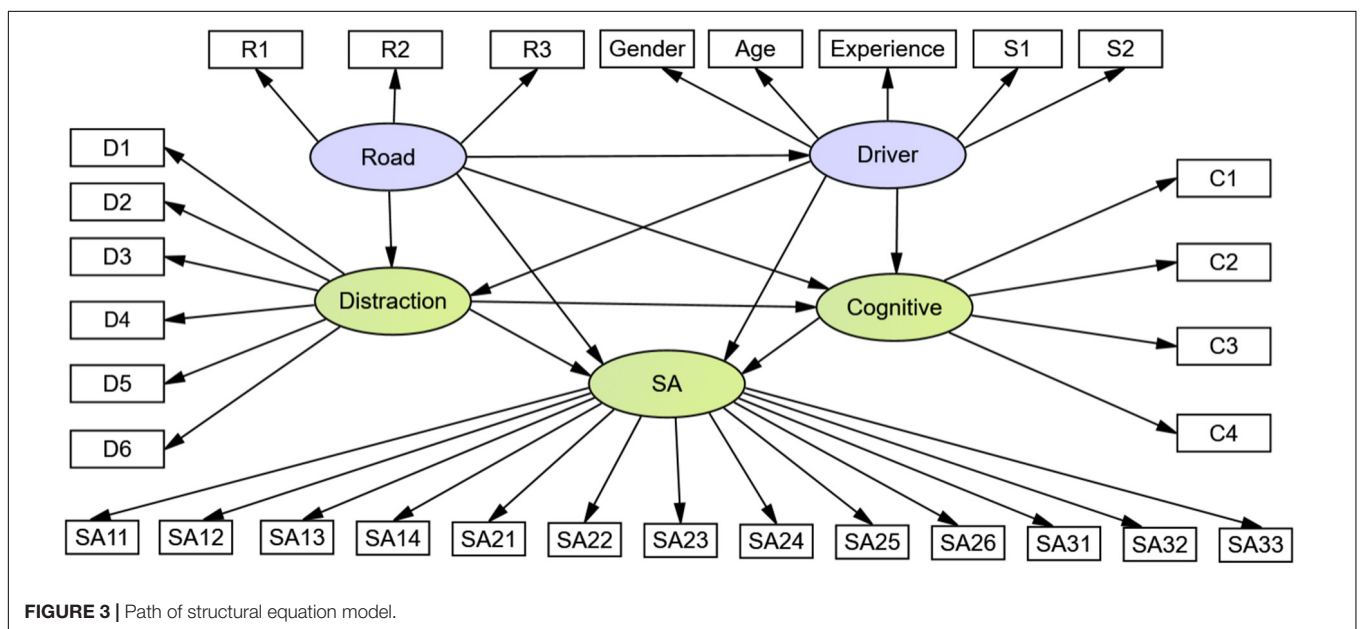 R1 R2 R3 Gender Age Experience S1 S2
D1
Road Driver
C1
D2
D3
C2
Distraction Cognitive
D4
C3
D5
SA
C4
D6
SA11 SA12 SA13 SA14 SA21 SA22 SA23 SA24 SA25 SA26 SA31 SA32 SA33
FIGURE 3 | Path of structural equation model.